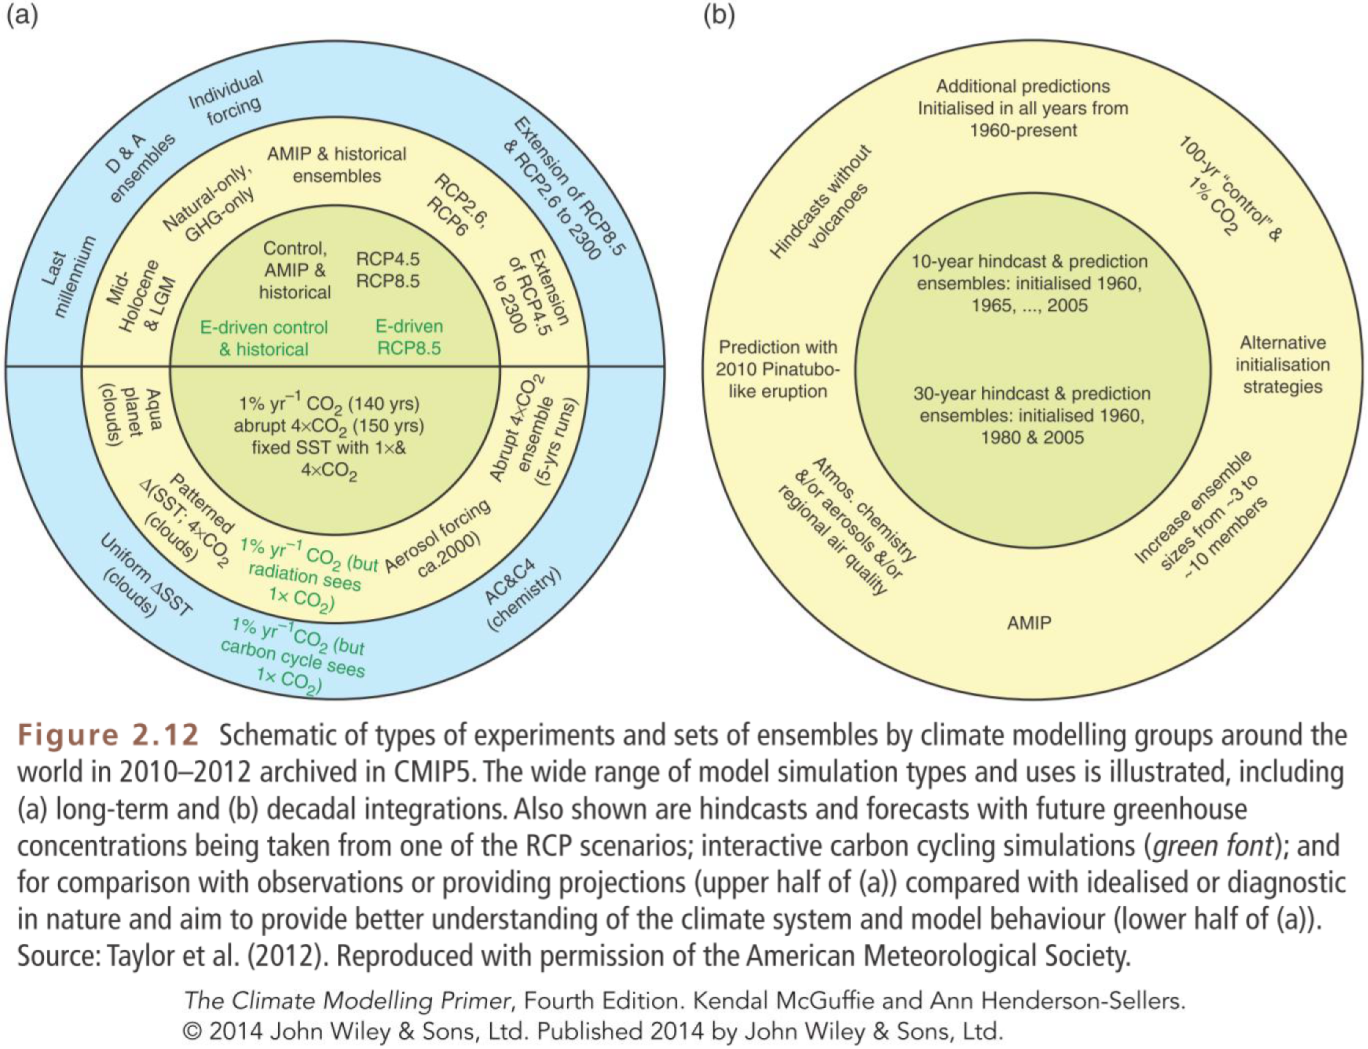 (a)
Individual
forcing
D & A
ensembles
Last
millennium
Extension of RCP8.5
& RCP2.6 to 2300
AMIP & historical
ensembles
Natural-only,
GHG-only
Mid-
Holocene
& LGM
RCP2.6,
RCP6
Extension
of RCP4.5
to 2300
Control,
AMIP &
historical
RCP4.5
RCP8.5
E-driven control
& historical
E-driven
RCP8.5
1% yr⁻¹ CO₂ (140 yrs)
abrupt 4×CO₂ (150 yrs)
fixed SST with 1×&
4×CO₂
Aqua
planet
(clouds)
Patterned
Δ(SST; 4×CO₂
(clouds)
1% yr⁻¹ CO₂ (but
radiation sees
1× CO₂)
Aerosol forcing
ca.2000)
Abrupt 4×CO₂
ensemble
(5-yrs runs)
Uniform ΔSST
(clouds)
1% yr⁻¹CO₂ (but
carbon cycle sees
1× CO₂)
AC&C4
(chemistry)
(b)
Additional predictions
Initialised in all years from
1960-present
Hindcasts without
volcanoes
100-yr "control" &
1% CO₂
10-year hindcast & prediction
ensembles: initialised 1960,
1965, ..., 2005
Prediction with
2010 Pinatubo-
like eruption
Alternative
initialisation
strategies
30-year hindcast & prediction
ensembles: initialised 1960,
1980 & 2005
Atmos. chemistry
&/or aerosols &/or
regional air quality
Increase ensemble
sizes from ~3 to
~10 members
AMIP
Figure 2.12 Schematic of types of experiments and sets of ensembles by climate modelling groups around the
world in 2010–2012 archived in CMIP5. The wide range of model simulation types and uses is illustrated, including
(a) long-term and (b) decadal integrations. Also shown are hindcasts and forecasts with future greenhouse
concentrations being taken from one of the RCP scenarios; interactive carbon cycling simulations (green font); and
for comparison with observations or providing projections (upper half of (a)) compared with idealised or diagnostic
in nature and aim to provide better understanding of the climate system and model behaviour (lower half of (a)).
Source: Taylor et al. (2012). Reproduced with permission of the American Meteorological Society.
The Climate Modelling Primer, Fourth Edition. Kendal McGuffie and Ann Henderson-Sellers.
© 2014 John Wiley & Sons, Ltd. Published 2014 by John Wiley & Sons, Ltd.